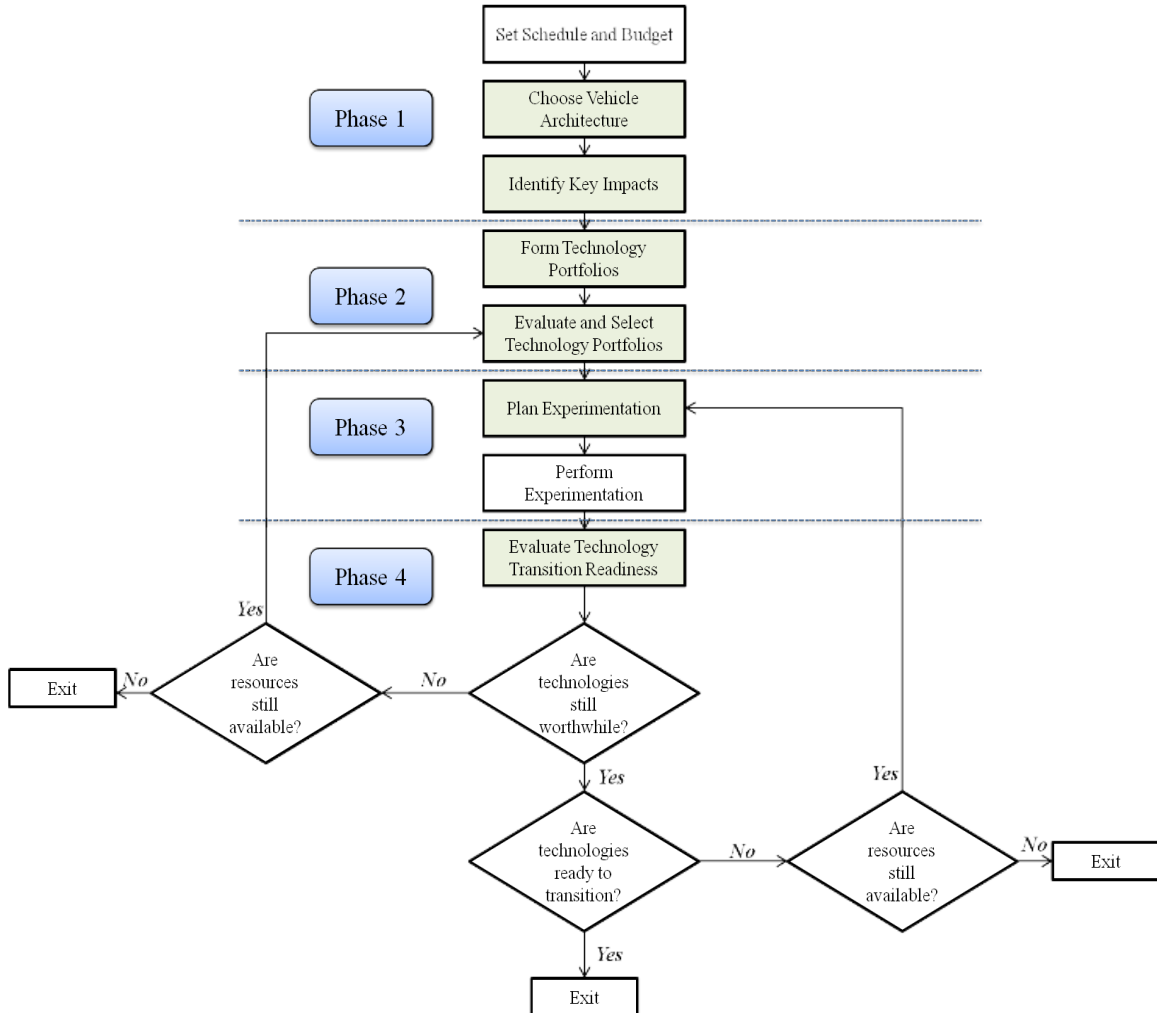 Set Schedule and Budget
Phase 1
Choose Vehicle
Architecture
Identify Key Impacts
Form Technology
Portfolios
Phase 2
Evaluate and Select
Technology Portfolios
Plan Experimentation
Phase 3
Perform
Experimentation
Evaluate Technology
Transition Readiness
Phase 4
Yes
Exit
No
Are
resources
still
available?
No
Are
technologies
still
worthwhile?
Yes
Yes
Are
technologies
ready to
transition?
No
Are
resources
still
available?
No
Exit
Yes
Exit